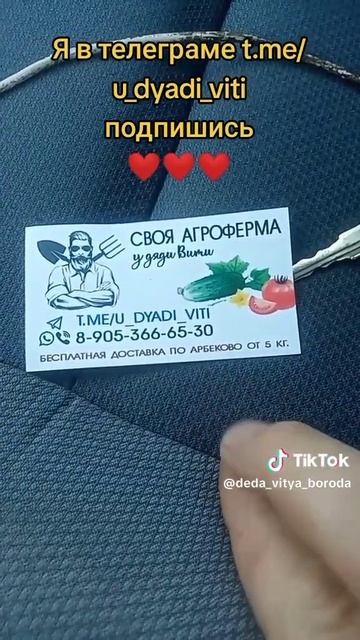 Я в телеграме t.me/
u_dyadi_viti
подпишись
СВОЯ АГРОФЕРМА
у дяди Вити
T.ME/U_DYADI_VITI
8-905-366-65-30
БЕСПЛАТНАЯ ДОСТАВКА ПО АРБЕКОВО ОТ 5 КГ.
TikTok
@deda_vitya_boroda